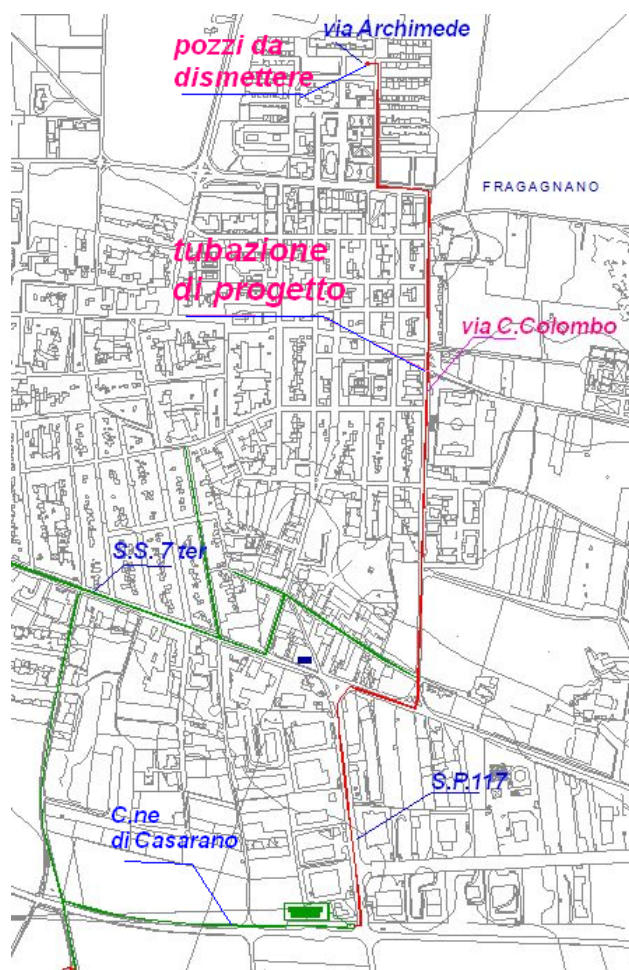 via Archimede
pozzi da
dismettere
FRAGAGNANO
tubazione
di progetto
via C.Colombo
S.S. 7 ter
S.P.117
C.ne
di Casarano